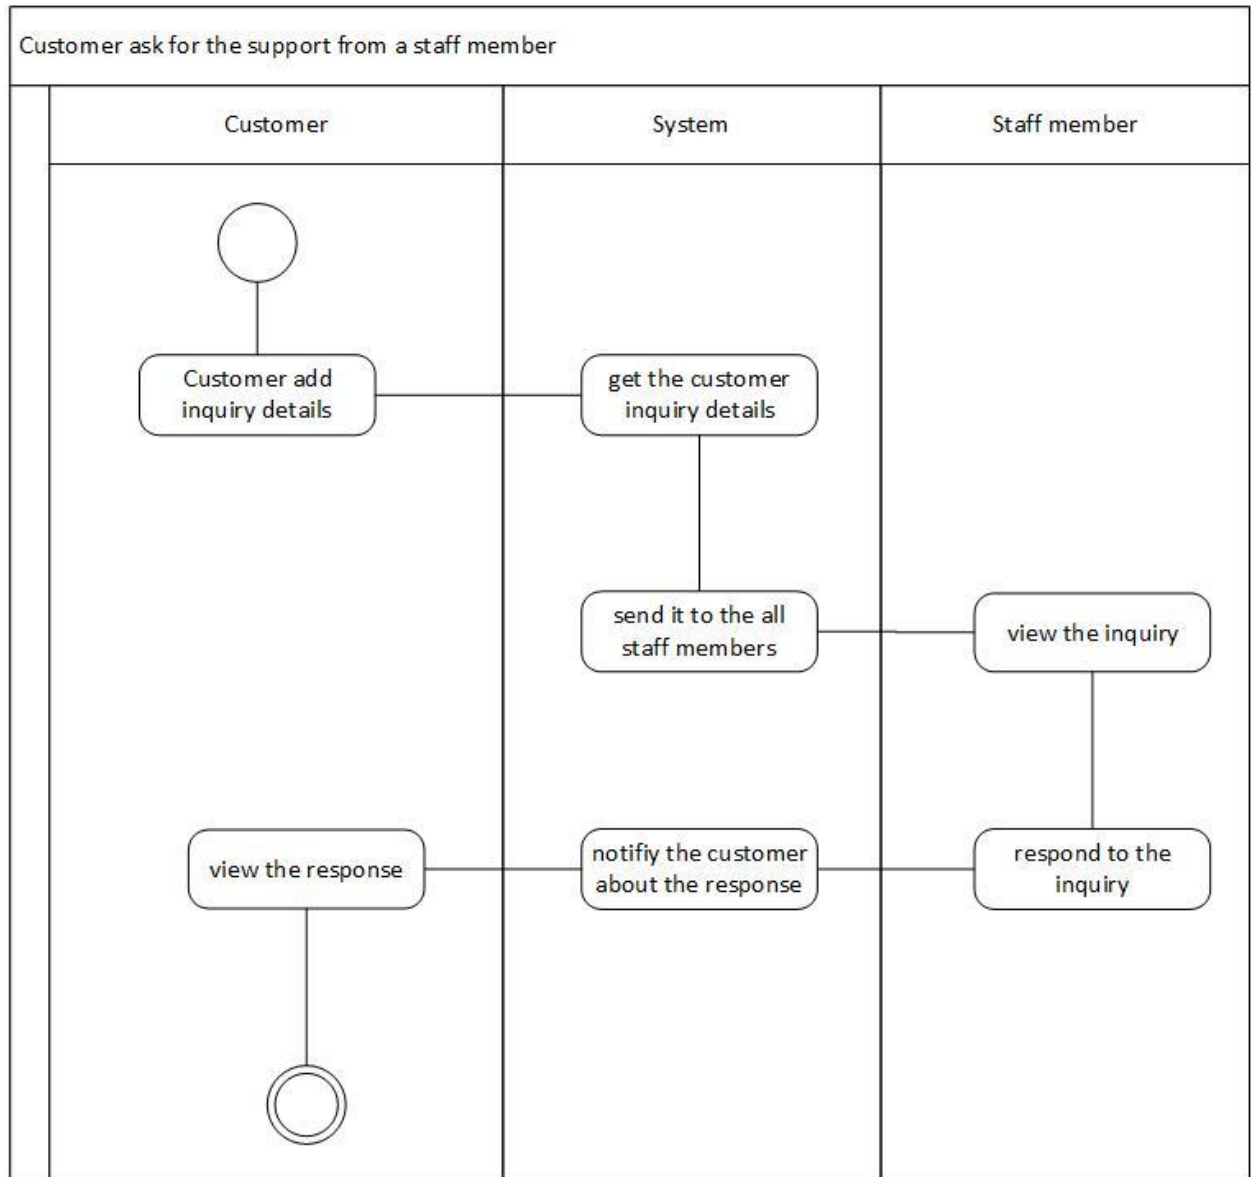 Customer ask for the support from a staff member
Customer
System
Staff member
Customer add
inquiry details
get the customer
inquiry details
send it to the all
staff members
view the inquiry
view the response
notifiy the customer
about the response
respond to the
inquiry